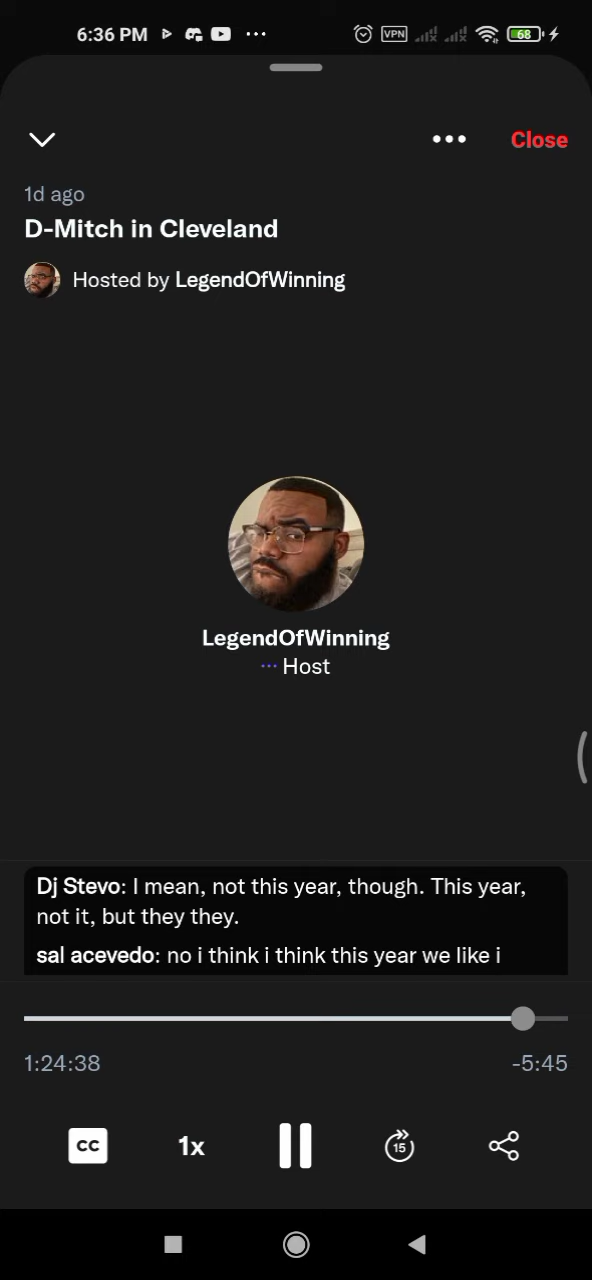 6:36 PM
VPN
68
Close
1d ago
D-Mitch in Cleveland
Hosted by LegendOfWinning
LegendOfWinning
Host
Dj Stevo: I mean, not this year, though. This year,
not it, but they they.
sal acevedo: no i think i think this year we like i
1:24:38
-5:45
CC
1x
15